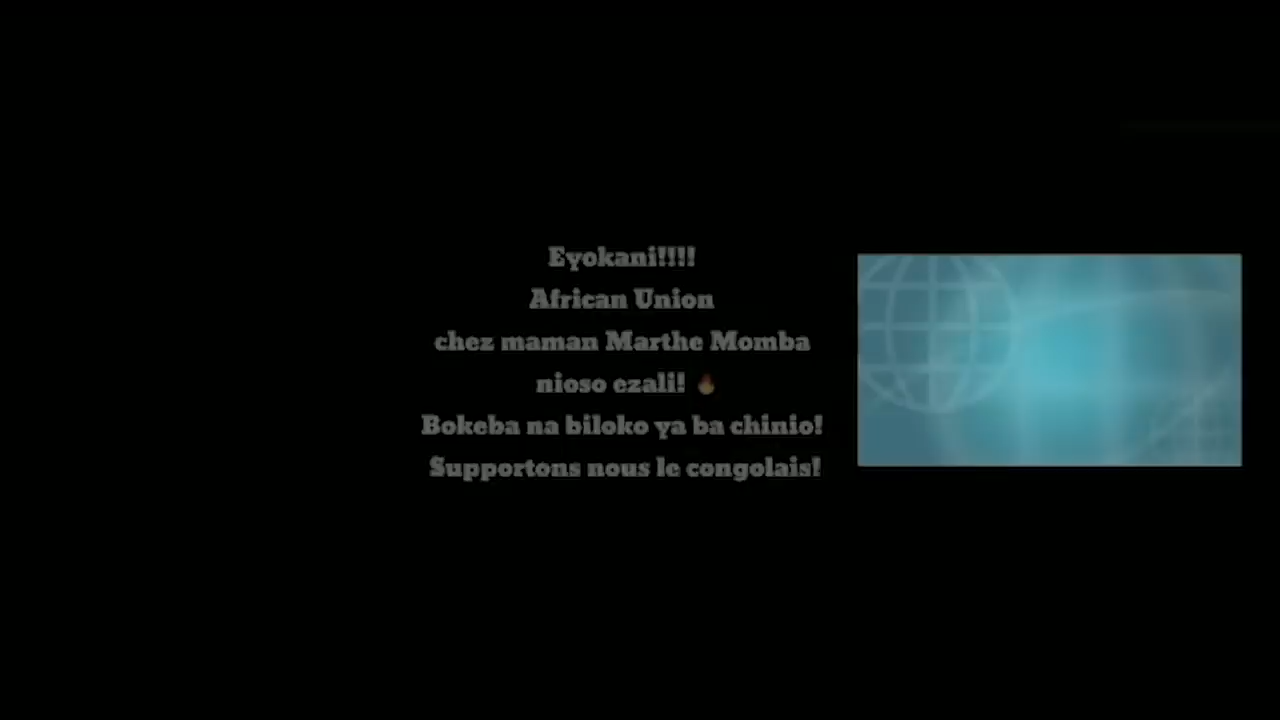 Eyokani!!!!
African Union
chez maman Marthe Momba
nioso ezali! 🔥
Bokeba na biloko ya ba chinio!
Supportons nous le congolais!